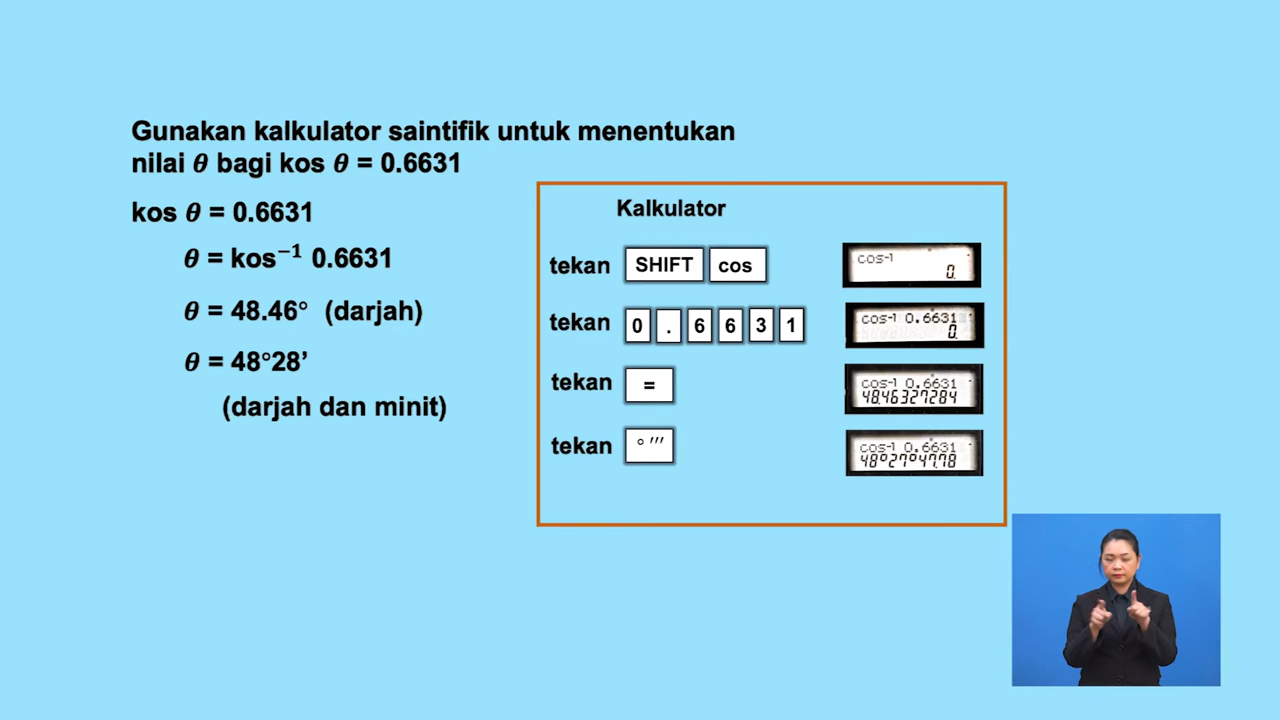 Gunakan kalkulator saintifik untuk menentukan
nilai 𝜃 bagi kos 𝜃 = 0.6631
kos 𝜃 = 0.6631
𝜃 = kos⁻¹ 0.6631
𝜃 = 48.46° (darjah)
𝜃 = 48°28’
(darjah dan minit)
Kalkulator
tekan SHIFT cos
cos-1
0.
tekan 0 . 6 6 3 1
cos-1 0.6631
0.
tekan =
cos-1 0.6631
48.46327284
tekan ° ′′′
cos-1 0.6631
48°27°47.78